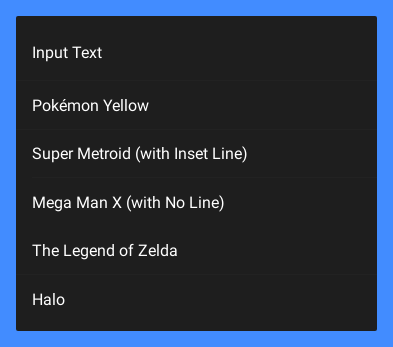 Input Text
Pokémon Yellow
Super Metroid (with Inset Line)
Mega Man X (with No Line)
The Legend of Zelda
Halo